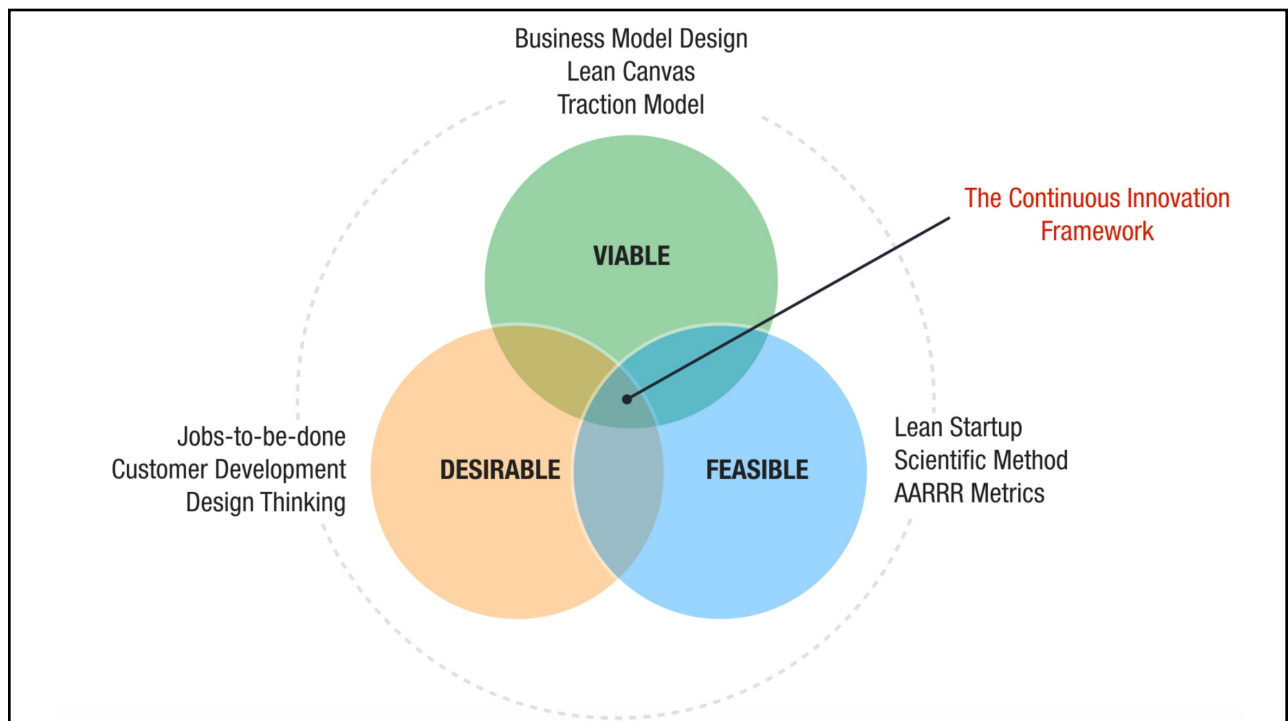 Business Model Design
Lean Canvas
Traction Model
The Continuous Innovation
Framework
VIABLE
Jobs-to-be-done
Customer Development
Design Thinking
DESIRABLE
FEASIBLE
Lean Startup
Scientific Method
AARRR Metrics